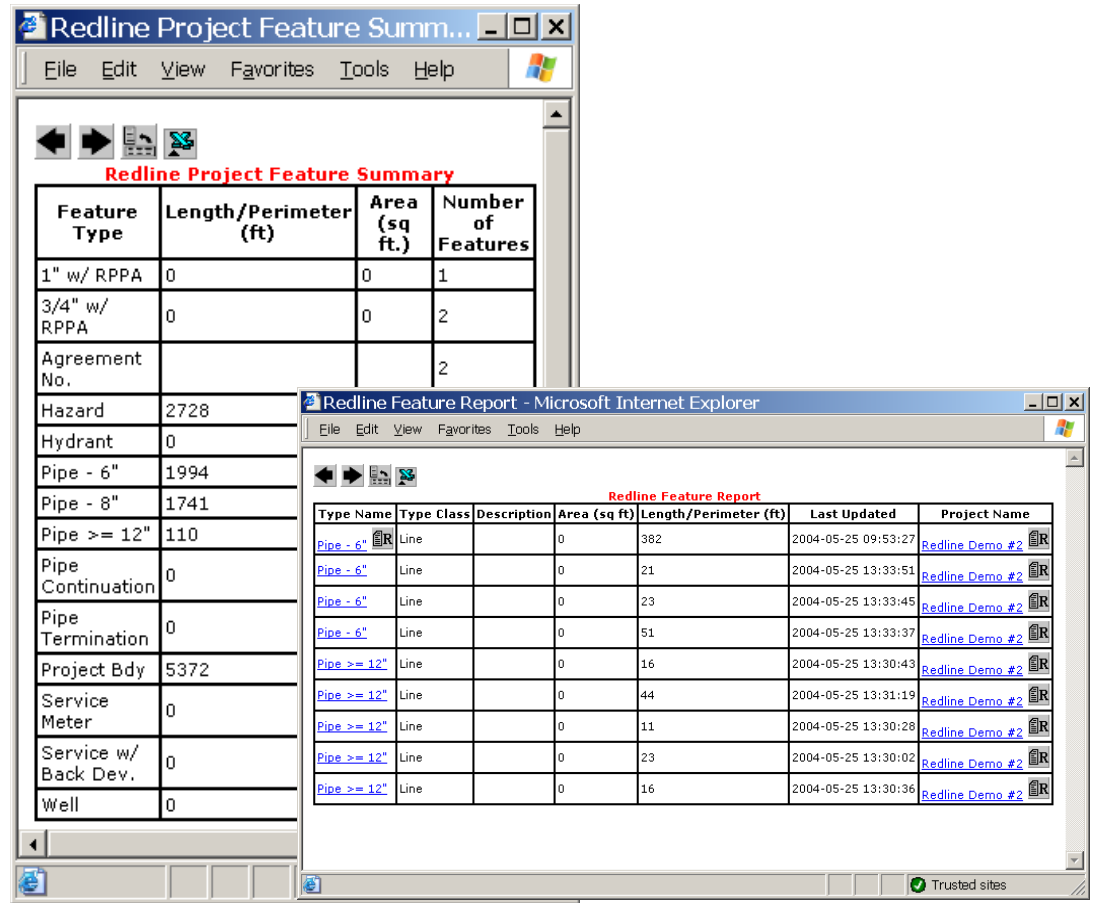 Redline Project Feature Summ...
File Edit View Favorites Tools Help
Redline Project Feature Summary
Feature Type Length/Perimeter (ft) Area (sq ft.) Number of Features
1" w/ RPPA 0 0 1
3/4" w/ RPPA 0 0 2
Agreement No. 2
Hazard 2728
Hydrant 0
Pipe - 6" 1994
Pipe - 8" 1741
Pipe >= 12" 110
Pipe Continuation 0
Pipe Termination 0
Project Bdy 5372
Service Meter 0
Service w/ Back Dev. 0
Well 0
Redline Feature Report - Microsoft Internet Explorer
File Edit View Favorites Tools Help
Redline Feature Report
Type Name Type Class Description Area (sq ft) Length/Perimeter (ft) Last Updated Project Name
Pipe - 6" R Line 0 382 2004-05-25 09:53:27 Redline Demo #2 R
Pipe - 6" Line 0 21 2004-05-25 13:33:51 Redline Demo #2 R
Pipe - 6" Line 0 23 2004-05-25 13:33:45 Redline Demo #2 R
Pipe - 6" Line 0 51 2004-05-25 13:33:37 Redline Demo #2 R
Pipe >= 12" Line 0 16 2004-05-25 13:30:43 Redline Demo #2 R
Pipe >= 12" Line 0 44 2004-05-25 13:31:19 Redline Demo #2 R
Pipe >= 12" Line 0 11 2004-05-25 13:30:28 Redline Demo #2 R
Pipe >= 12" Line 0 23 2004-05-25 13:30:02 Redline Demo #2 R
Pipe >= 12" Line 0 16 2004-05-25 13:30:36 Redline Demo #2 R
Trusted sites